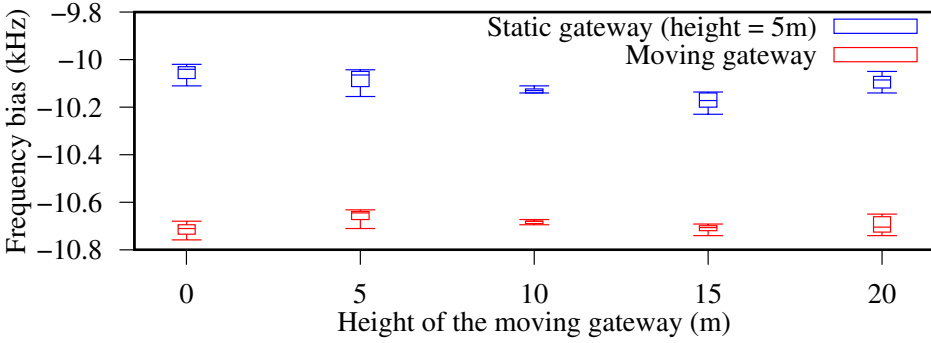 Static gateway (height = 5m)
Moving gateway
Frequency bias (kHz)
−9.8
−10
−10.2
−10.4
−10.6
−10.8
0 5 10 15 20
Height of the moving gateway (m)